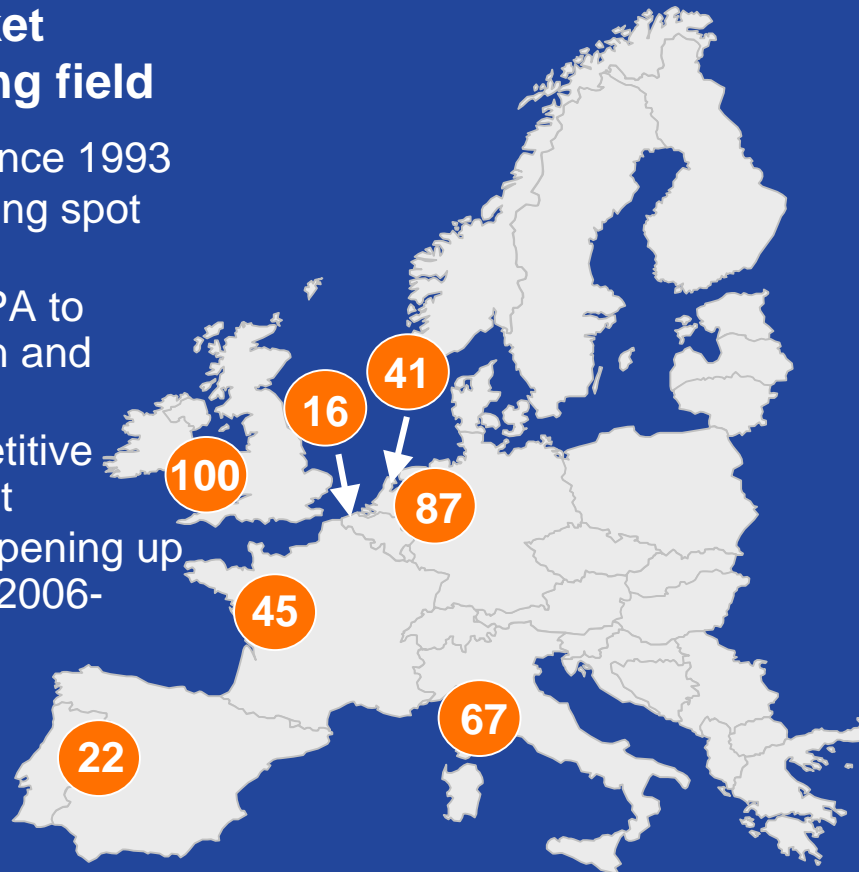 ket
ng field
nce 1993
ng spot
PA to
n and
etitive
t
pening up
2006-
41
16
100
87
45
67
22